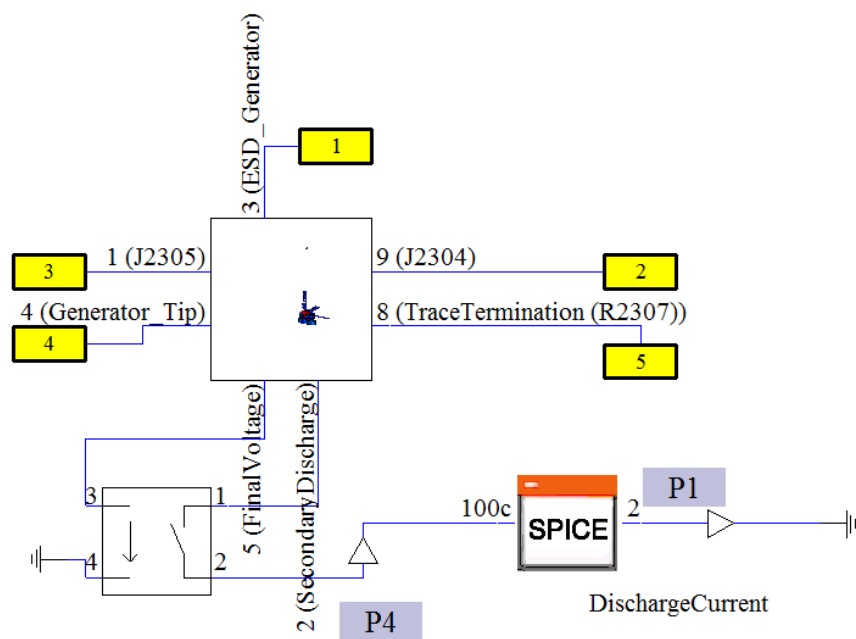 3 (ESD_Generator)
1
1 (J2305)
3
9 (J2304)
2
4 (Generator_Tip)
4
8 (TraceTermination (R2307))
5
5 (FinalVoltage)
2 (SecondaryDischarge)
3
1
4
2
100c
SPICE
2
P1
P4
DischargeCurrent